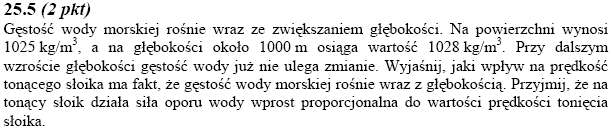 25.5 (2 pkt)
Gęstość wody morskiej rośnie wraz ze zwiększaniem głębokości. Na powierzchni wynosi
1025 kg/m³, a na głębokości około 1000 m osiąga wartość 1028 kg/m³. Przy dalszym
wzroście głębokości gęstość wody już nie ulega zmianie. Wyjaśnij, jaki wpływ na prędkość
tonącego słoika ma fakt, że gęstość wody morskiej rośnie wraz z głębokością. Przyjmij, że na
tonący słoik działa siła oporu wody wprost proporcjonalna do wartości prędkości tonięcia
słoika.